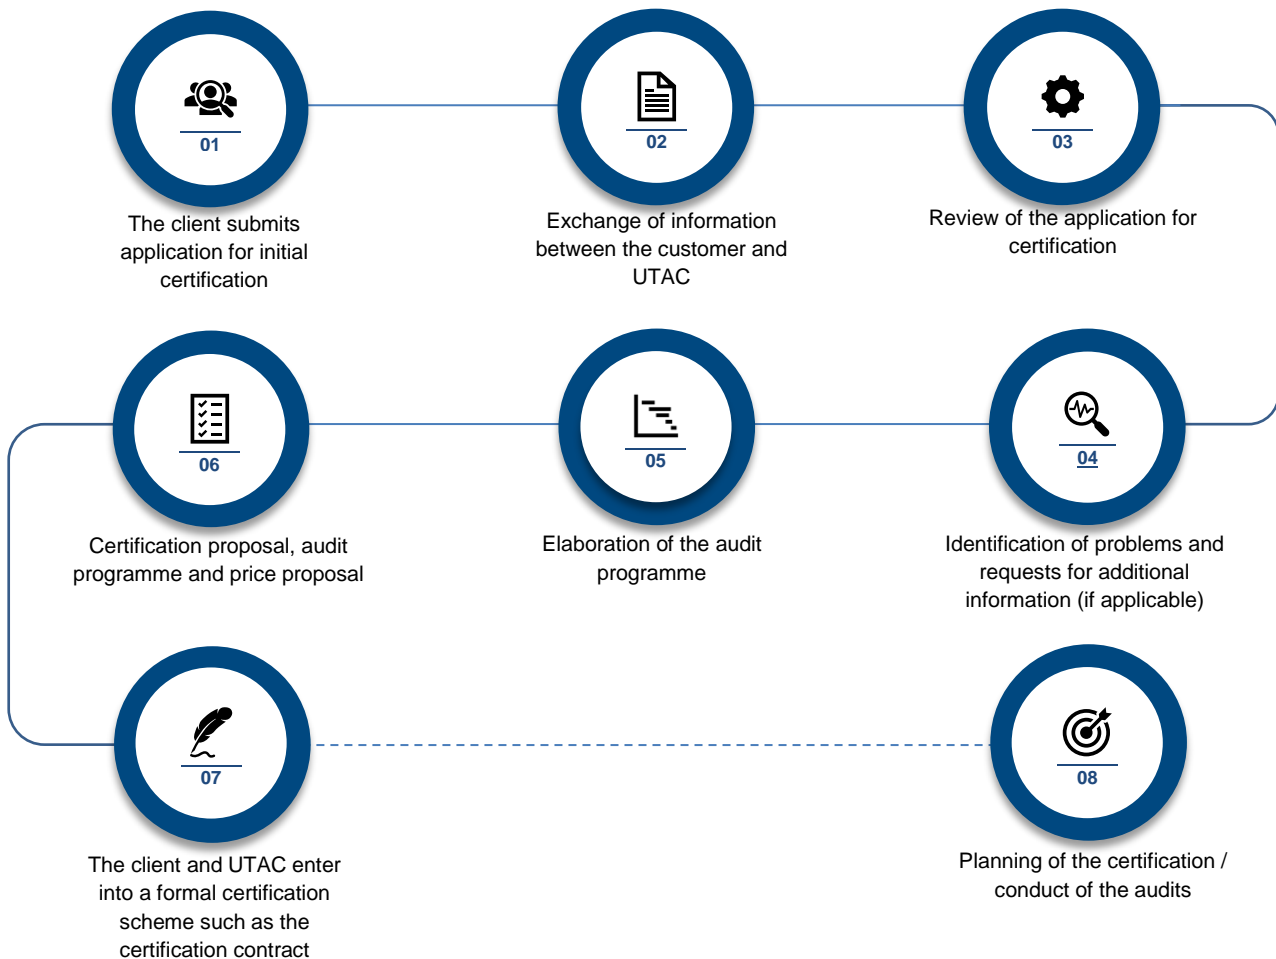 01
The client submits
application for initial
certification
02
Exchange of information
between the customer and
UTAC
03
Review of the application for
certification
04
Identification of problems and
requests for additional
information (if applicable)
05
Elaboration of the audit
programme
06
Certification proposal, audit
programme and price proposal
07
The client and UTAC enter
into a formal certification
scheme such as the
certification contract
08
Planning of the certification /
conduct of the audits